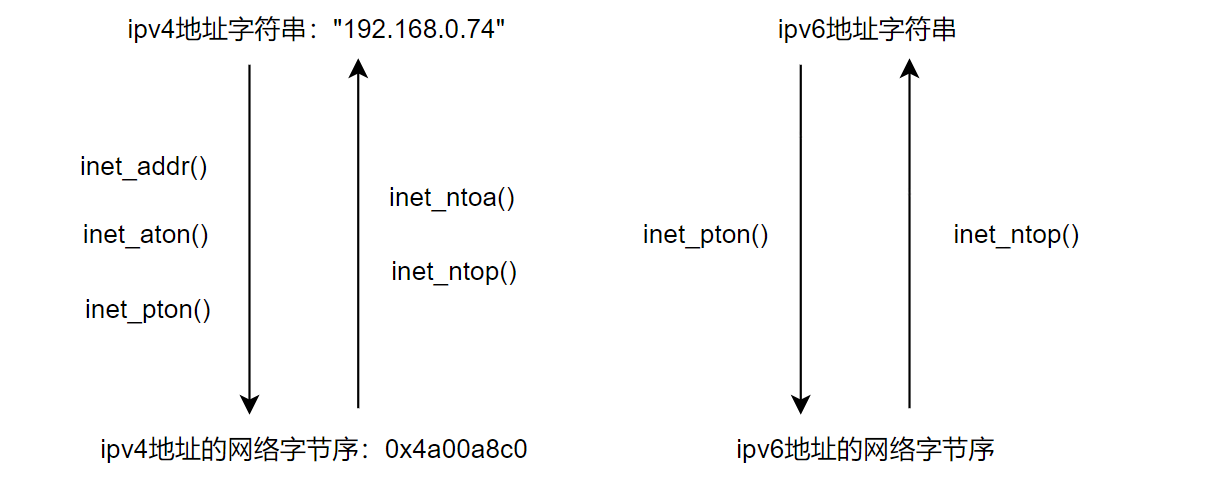 ipv4地址字符串："192.168.0.74"
inet_addr()
inet_aton()
inet_pton()
inet_ntoa()
inet_ntop()
ipv4地址的网络字节序：0x4a00a8c0
ipv6地址字符串
inet_pton()
inet_ntop()
ipv6地址的网络字节序